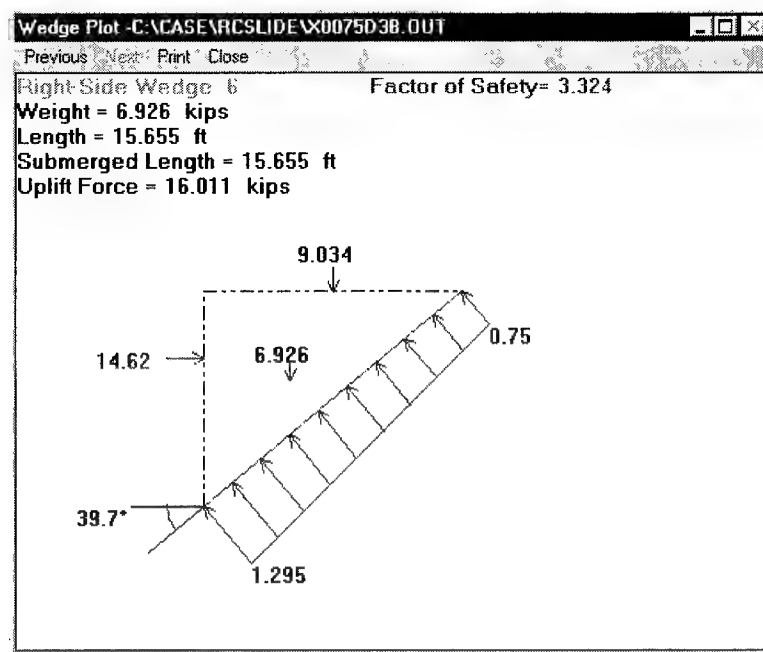 Wedge Plot -C:\CASE\RCSLIDE\X0075D3B.OUT
Previous Next Print Close
Right Side Wedge 6 Factor of Safety= 3.324
Weight = 6.926 kips
Length = 15.655 ft
Submerged Length = 15.655 ft
Uplift Force = 16.011 kips
9.034
14.62
6.926
0.75
39.7°
1.295